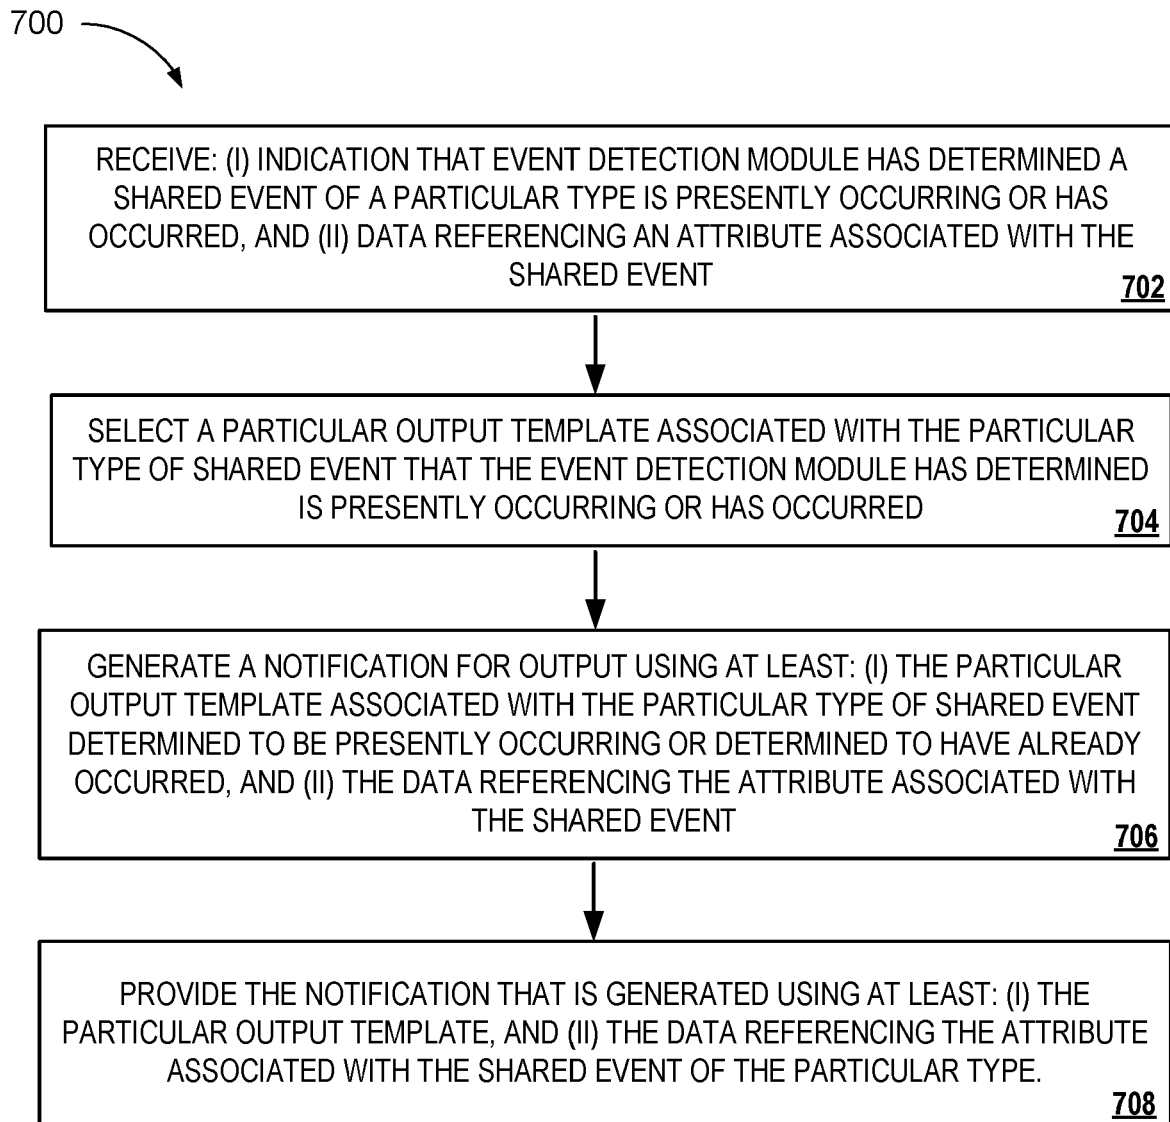 700
RECEIVE: (I) INDICATION THAT EVENT DETECTION MODULE HAS DETERMINED A
SHARED EVENT OF A PARTICULAR TYPE IS PRESENTLY OCCURRING OR HAS
OCCURRED, AND (II) DATA REFERENCING AN ATTRIBUTE ASSOCIATED WITH THE
SHARED EVENT
702
SELECT A PARTICULAR OUTPUT TEMPLATE ASSOCIATED WITH THE PARTICULAR
TYPE OF SHARED EVENT THAT THE EVENT DETECTION MODULE HAS DETERMINED
IS PRESENTLY OCCURRING OR HAS OCCURRED
704
GENERATE A NOTIFICATION FOR OUTPUT USING AT LEAST: (I) THE PARTICULAR
OUTPUT TEMPLATE ASSOCIATED WITH THE PARTICULAR TYPE OF SHARED EVENT
DETERMINED TO BE PRESENTLY OCCURRING OR DETERMINED TO HAVE ALREADY
OCCURRED, AND (II) THE DATA REFERENCING THE ATTRIBUTE ASSOCIATED WITH
THE SHARED EVENT
706
PROVIDE THE NOTIFICATION THAT IS GENERATED USING AT LEAST: (I) THE
PARTICULAR OUTPUT TEMPLATE, AND (II) THE DATA REFERENCING THE ATTRIBUTE
ASSOCIATED WITH THE SHARED EVENT OF THE PARTICULAR TYPE.
708